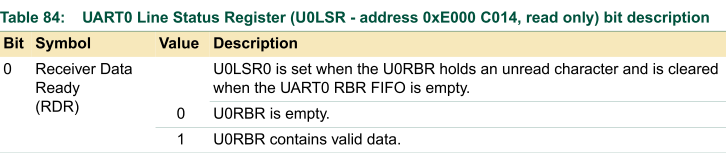 Table 84: UART0 Line Status Register (U0LSR - address 0xE000 C014, read only) bit description
Bit Symbol Value Description
0 Receiver Data U0LSR0 is set when the U0RBR holds an unread character and is cleared
Ready when the UART0 RBR FIFO is empty.
(RDR)
0 U0RBR is empty.
1 U0RBR contains valid data.